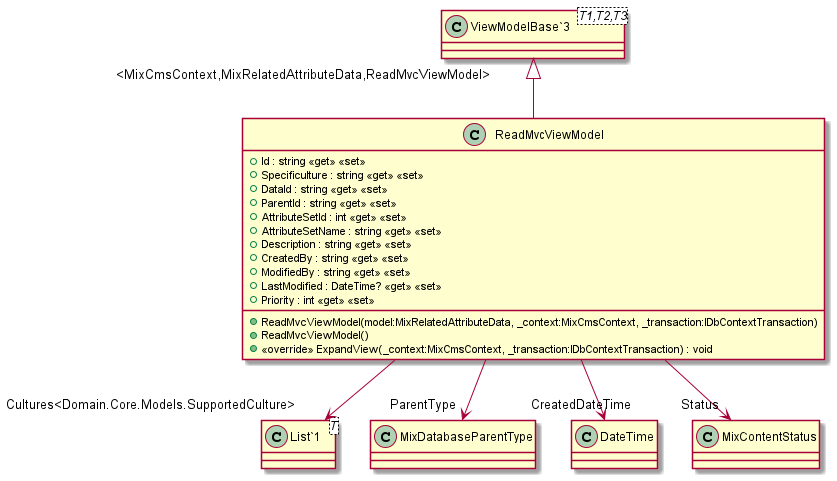 T1,T2,T3
C ViewModelBase`3
<MixCmsContext,MixRelatedAttributeData,ReadMvcViewModel>
C ReadMvcViewModel
Id : string «get» «set»
Specificulture : string «get» «set»
DataId : string «get» «set»
ParentId : string «get» «set»
AttributeSetId : int «get» «set»
AttributeSetName : string «get» «set»
Description : string «get» «set»
CreatedBy : string «get» «set»
ModifiedBy : string «get» «set»
LastModified : DateTime? «get» «set»
Priority : int «get» «set»
ReadMvcViewModel(model:MixRelatedAttributeData, _context:MixCmsContext, _transaction:IDbContextTransaction)
ReadMvcViewModel()
«override» ExpandView(_context:MixCmsContext, _transaction:IDbContextTransaction) : void
Cultures<Domain.Core.Models.SupportedCulture>
ParentType
CreatedDateTime
Status
T
C List`1
C MixDatabaseParentType
C DateTime
C MixContentStatus